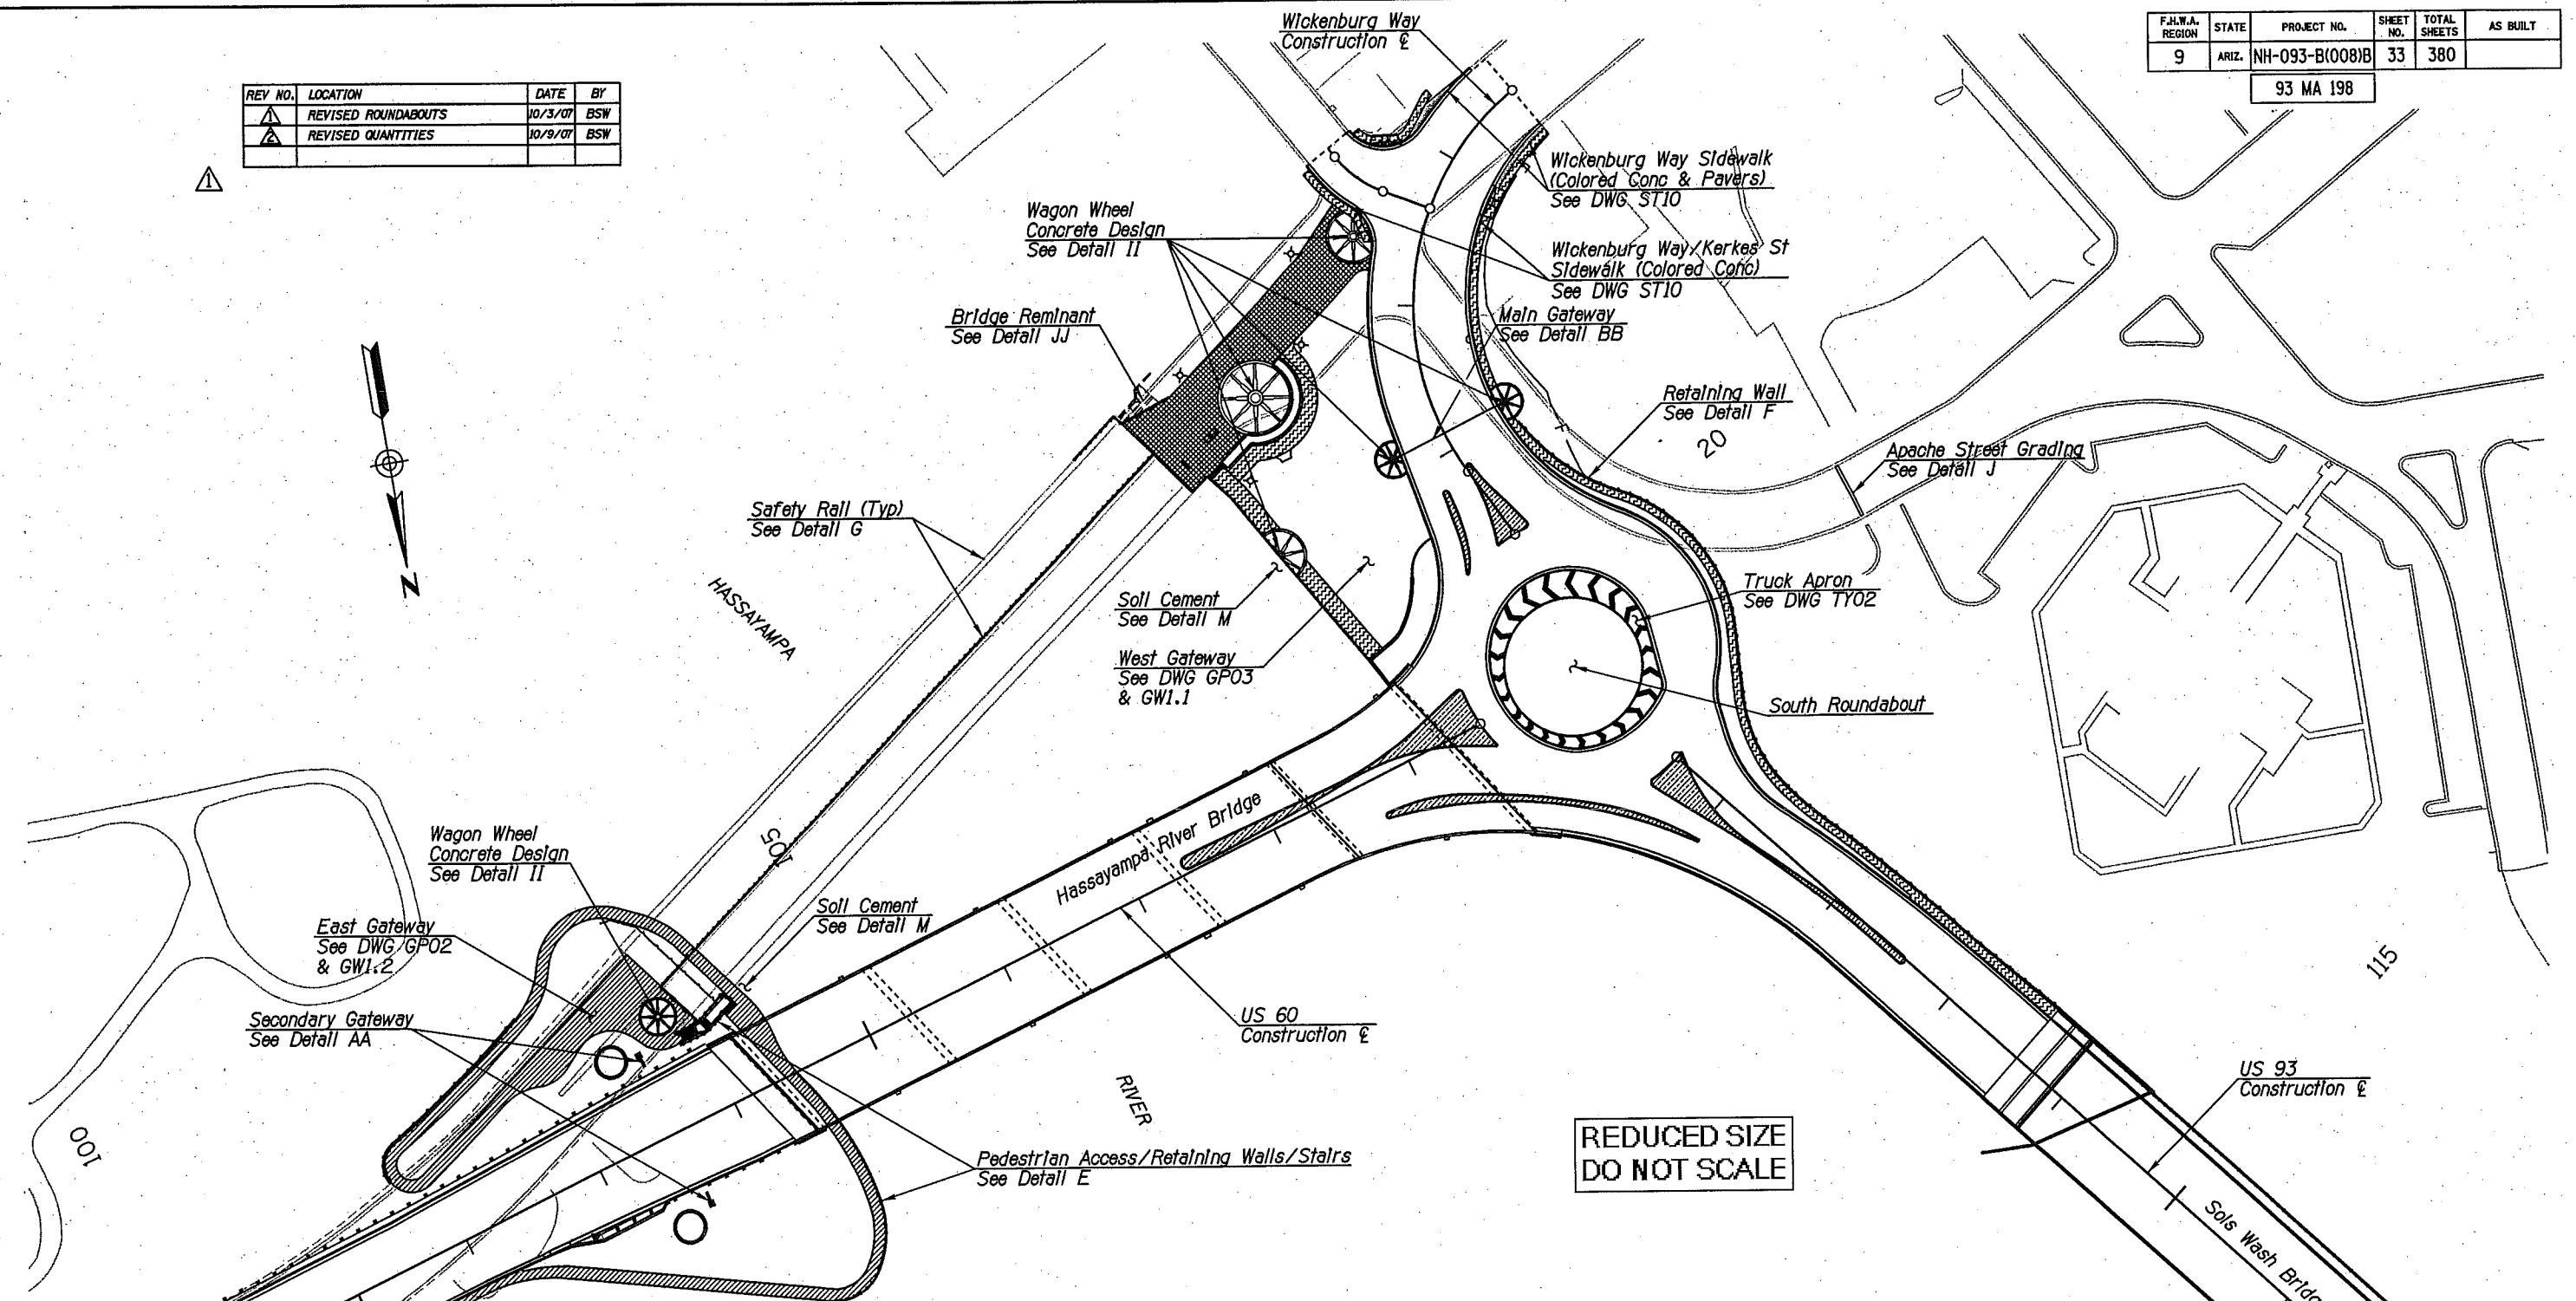 Wickenburg Way
Construction ℄
F.H.W.A. REGION STATE PROJECT NO. SHEET NO. TOTAL SHEETS AS BUILT
9 ARIZ. NH-093-B(008)B 33 380
93 MA 198
REV NO. LOCATION DATE BY
1 REVISED ROUNDABOUTS 10/3/07 BSW
2 REVISED QUANTITIES 10/9/07 BSW
1
Wickenburg Way Sidewalk
(Colored Conc & Pavers)
See DWG ST10
Wagon Wheel
Concrete Design
See Detail II
Wickenburg Way/Kerkes St
Sidewalk (Colored Conc)
See DWG ST10
Bridge Reminant
See Detail JJ
Main Gateway
See Detail BB
Retaining Wall
See Detail F
20
Apache Street Grading
See Detail J
Safety Rail (Typ)
See Detail G
N
HASSAYAMPA
Soil Cement
See Detail M
Truck Apron
See DWG TY02
West Gateway
See DWG GP03
& GW1.1
South Roundabout
Hassayampa River Bridge
105
Wagon Wheel
Concrete Design
See Detail II
Soil Cement
See Detail M
East Gateway
See DWG GP02
& GW1.2
115
Secondary Gateway
See Detail AA
US 60
Construction ℄
RIVER
US 93
Construction ℄
100
REDUCED SIZE
DO NOT SCALE
Pedestrian Access/Retaining Walls/Stairs
See Detail E
Sols Wash Bridg